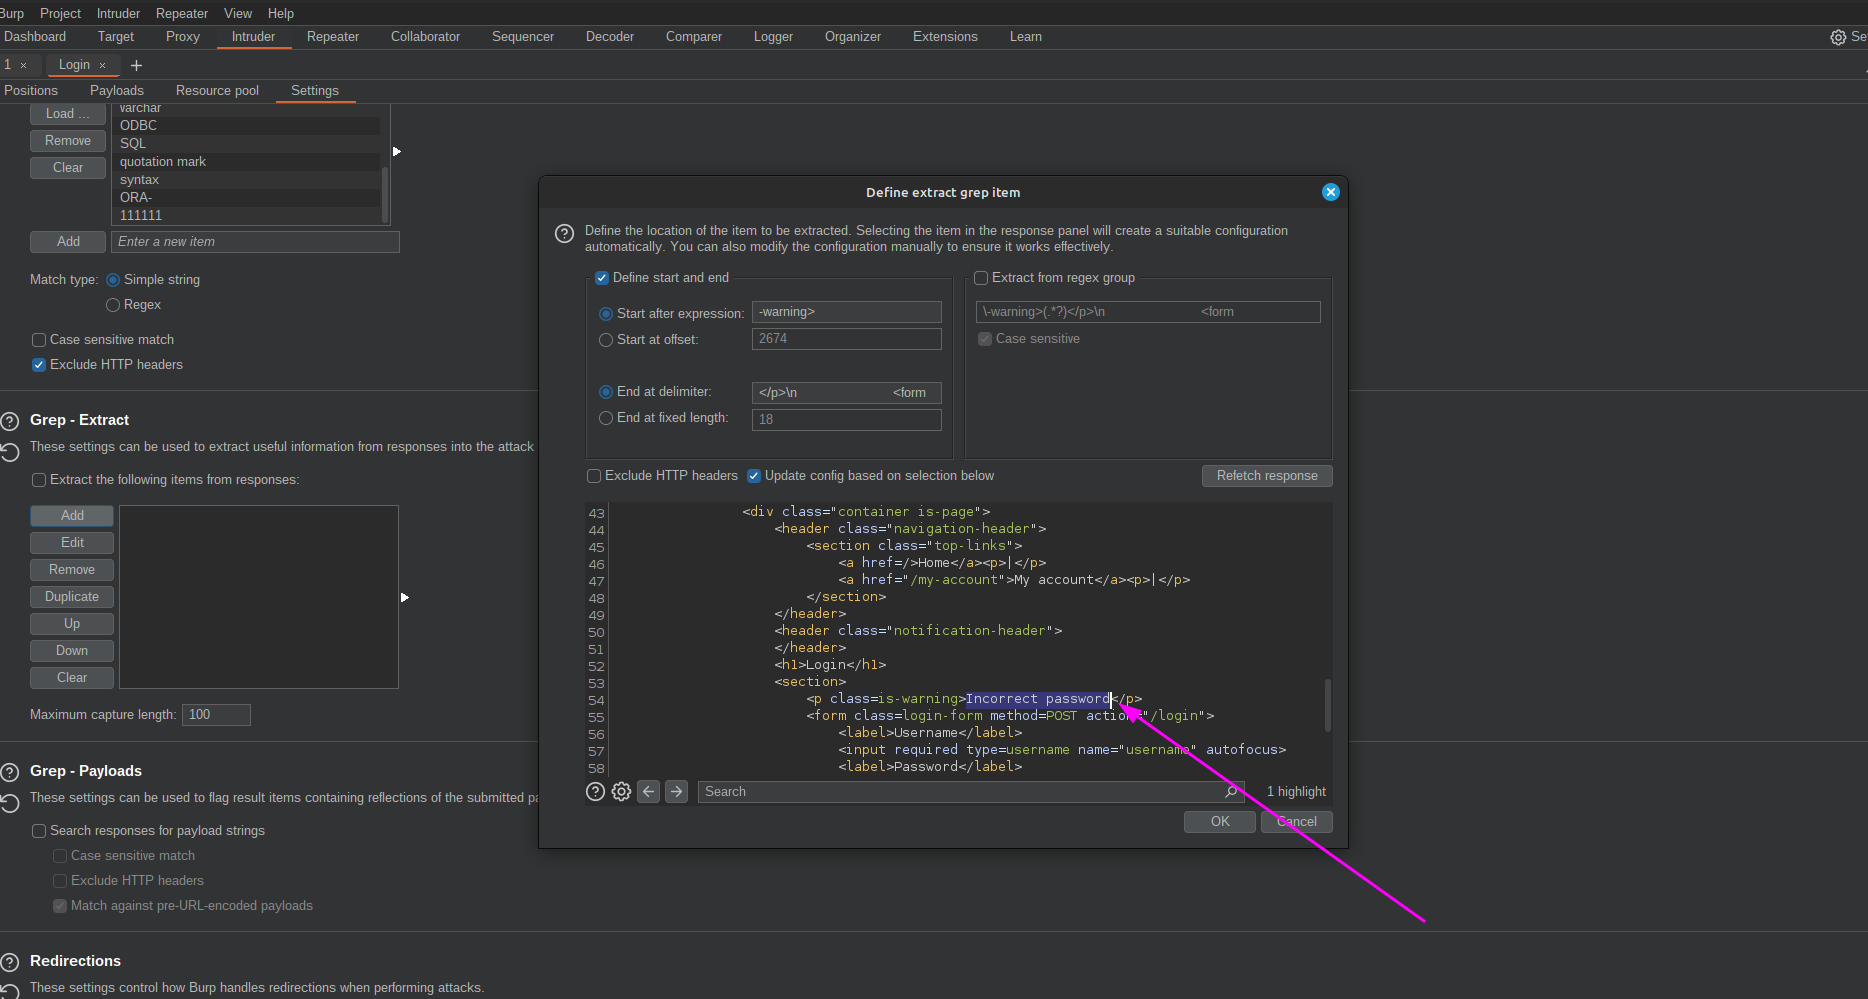 Burp Project Intruder Repeater View Help
Dashboard Target Proxy Intruder Repeater Collaborator Sequencer Decoder Comparer Logger Organizer Extensions Learn
1 × Login × +
Positions Payloads Resource pool Settings
Load ...
Remove
Clear
varchar
ODBC
SQL
quotation mark
syntax
ORA-
111111
Add Enter a new item
Match type: Simple string
Regex
Case sensitive match
Exclude HTTP headers
Grep - Extract
These settings can be used to extract useful information from responses into the attack
Extract the following items from responses:
Add
Edit
Remove
Duplicate
Up
Down
Clear
Maximum capture length: 100
Grep - Payloads
These settings can be used to flag result items containing reflections of the submitted pa
Search responses for payload strings
Case sensitive match
Exclude HTTP headers
Match against pre-URL-encoded payloads
Redirections
These settings control how Burp handles redirections when performing attacks.
Define extract grep item
Define the location of the item to be extracted. Selecting the item in the response panel will create a suitable configuration
automatically. You can also modify the configuration manually to ensure it works effectively.
Define start and end
Start after expression: -warning>
Start at offset: 2674
End at delimiter: </p>\n <form
End at fixed length: 18
Extract from regex group
\-warning>(.*?)</p>\n <form
Case sensitive
Exclude HTTP headers Update config based on selection below Refetch response
43 <div class="container is-page">
44 <header class="navigation-header">
45 <section class="top-links">
46 <a href=/>Home</a><p>|</p>
47 <a href="/my-account">My account</a><p>|</p>
48 </section>
49 </header>
50 <header class="notification-header">
51 </header>
52 <h1>Login</h1>
53 <section>
54 <p class=is-warning>Incorrect password</p>
55 <form class=login-form method=POST action="/login">
56 <label>Username</label>
57 <input required type=username name="username" autofocus>
58 <label>Password</label>
Search 1 highlight
OK Cancel